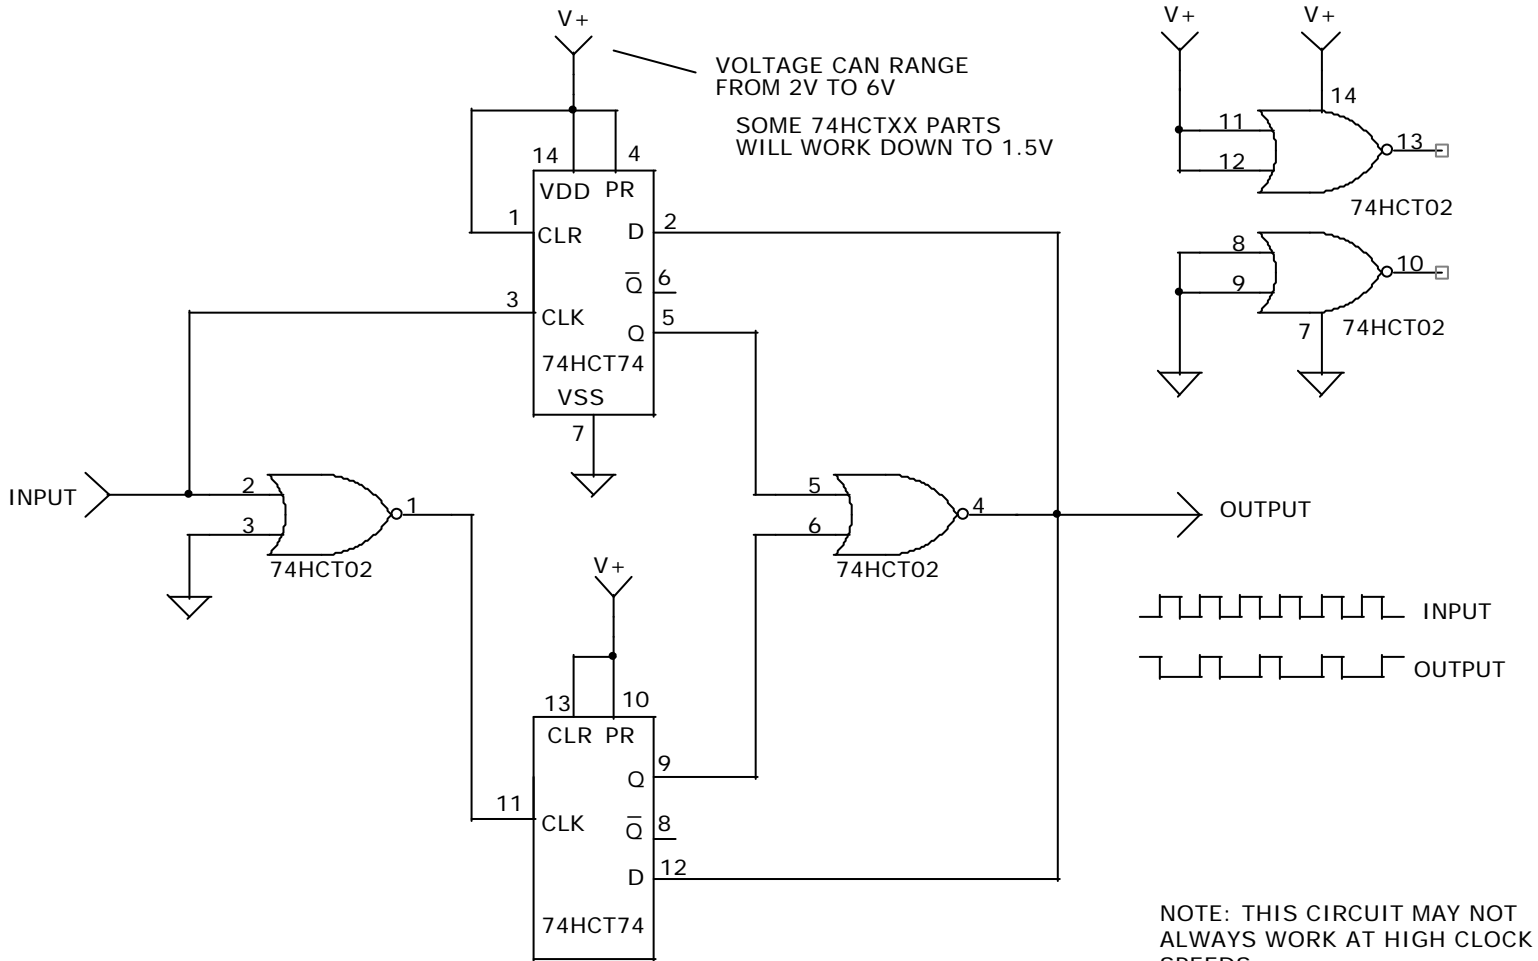 V+
VOLTAGE CAN RANGE
FROM 2V TO 6V
SOME 74HCTXX PARTS
WILL WORK DOWN TO 1.5V
14
4
VDD PR
1
CLR
D
2
Q
6
3
CLK
Q
5
74HCT74
VSS
7
V+
V+
14
11
12
13
74HCT02
8
9
10
7
74HCT02
INPUT
2
3
1
74HCT02
5
6
4
74HCT02
OUTPUT
V+
13
10
CLR PR
Q
9
11
CLK
Q
8
D
12
74HCT74
INPUT
OUTPUT
NOTE: THIS CIRCUIT MAY NOT
ALWAYS WORK AT HIGH CLOCK
SPEEDS